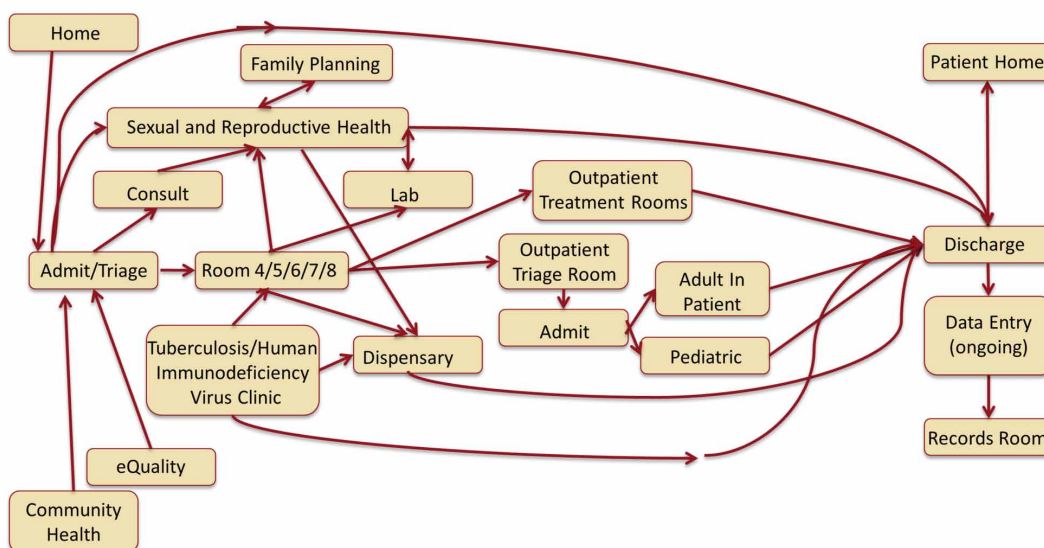 Home
Family Planning
Patient Home
Sexual and Reproductive Health
Consult
Lab
Outpatient
Treatment Rooms
Admit/Triage
Room 4/5/6/7/8
Outpatient
Triage Room
Adult In
Patient
Discharge
Admit
Pediatric
Tuberculosis/Human
Immunodeficiency
Virus Clinic
Dispensary
Data Entry
(ongoing)
Records Room
eQuality
Community
Health